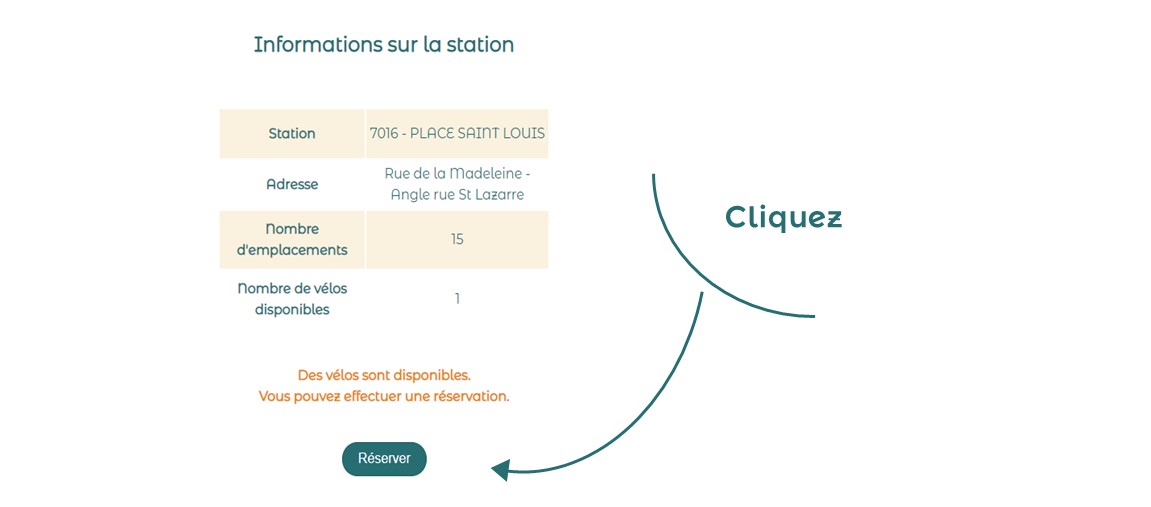 Informations sur la station
Station
7016 - PLACE SAINT LOUIS
Adresse
Rue de la Madeleine -
Angle rue St Lazarre
Nombre
d'emplacements
15
Nombre de vélos
disponibles
1
Des vélos sont disponibles.
Vous pouvez effectuer une réservation.
Réserver
Cliquez